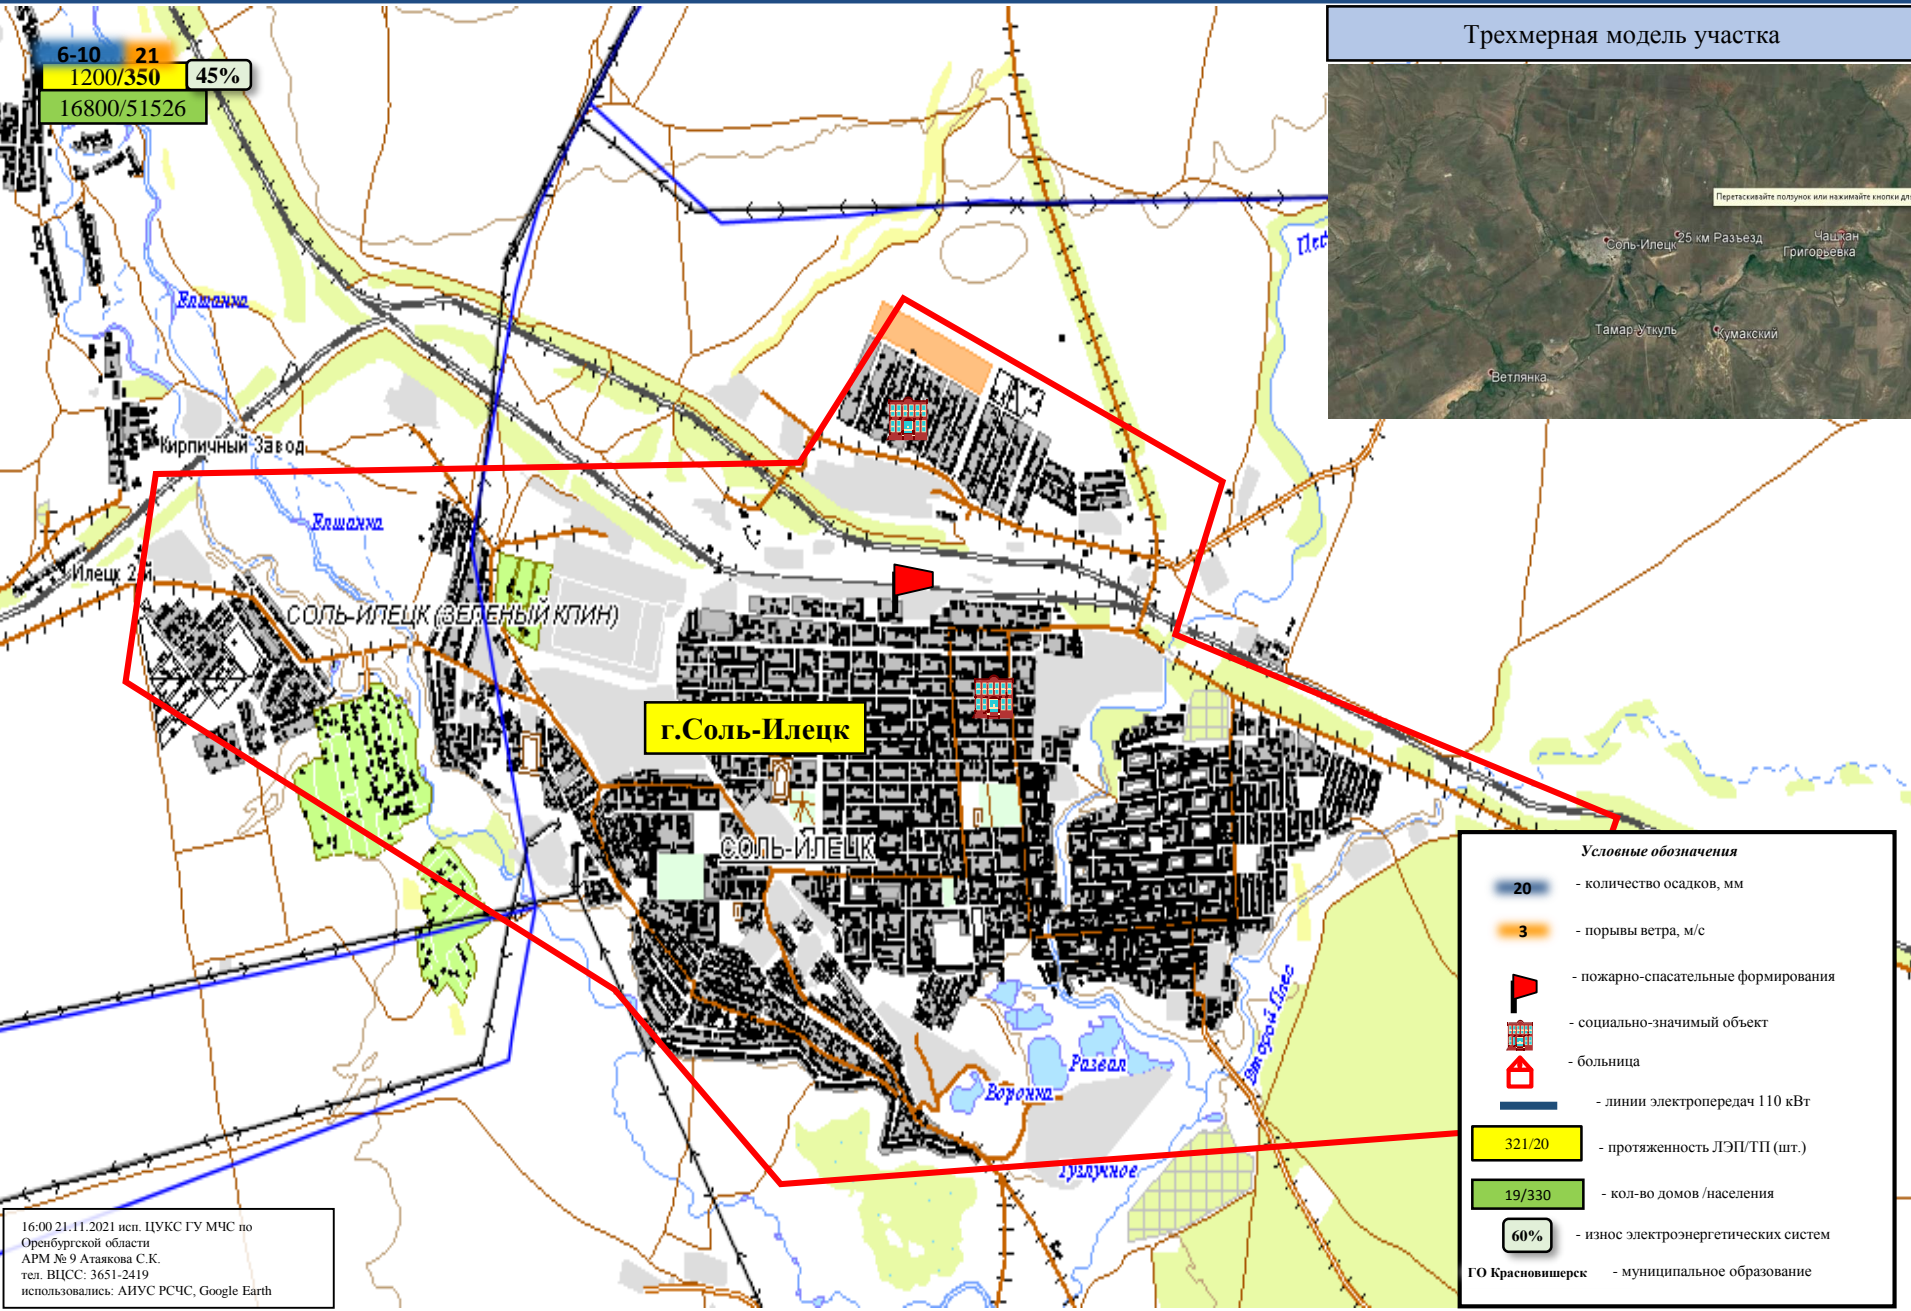 6-10 21
1200/350 45%
16800/51526
Трехмерная модель участка
Перетаскивайте ползунок или нажимайте кнопки для
Соль-Илецк
25 км Разъезд
Чашкан
Григорьевка
Тамар-Уткуль
Кумакский
Ветлянка
Елшанка
Кирпичный Завод
Елшанка
Илецк 2-й
СОЛЬ-ИЛЕЦК (ЗЕЛЕНЫЙ КЛИН)
г.Соль-Илецк
СОЛЬ-ИЛЕЦК
Второй Плес
Развал
Воронка
Тузлучное
Условные обозначения
20 - количество осадков, мм
3 - порывы ветра, м/с
- пожарно-спасательные формирования
- социально-значимый объект
- больница
- линии электропередач 110 кВт
321/20 - протяженность ЛЭП/ТП (шт.)
19/330 - кол-во домов /населения
60% - износ электроэнергетических систем
ГО Красновишерск - муниципальное образование
16:00 21.11.2021 исп. ЦУКС ГУ МЧС по
Оренбургской области
АРМ № 9 Атаякова С.К.
тел. ВЦСС: 3651-2419
использовались: АИУС РСЧС, Google Earth